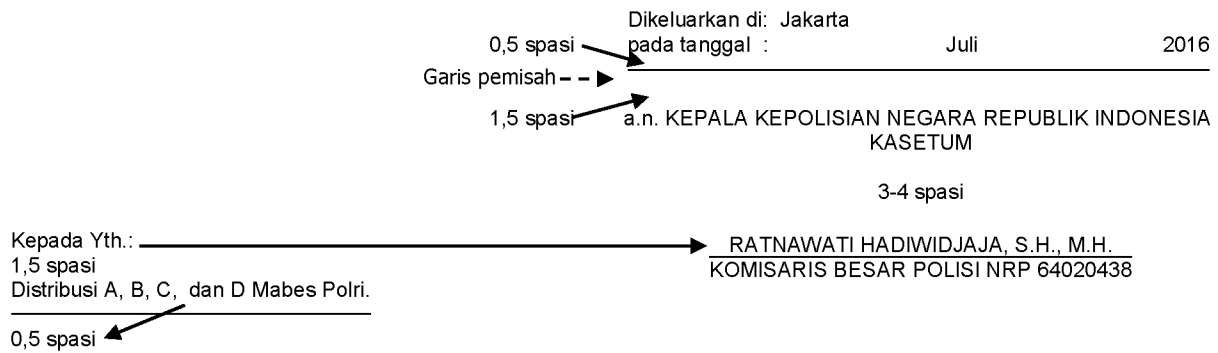 Dikeluarkan di: Jakarta
0,5 spasi pada tanggal : Juli 2016
Garis pemisah
1,5 spasi a.n. KEPALA KEPOLISIAN NEGARA REPUBLIK INDONESIA
KASETUM
3-4 spasi
Kepada Yth.: RATNAWATI HADIWIDJAJA, S.H., M.H.
1,5 spasi KOMISARIS BESAR POLISI NRP 64020438
Distribusi A, B, C, dan D Mabes Polri.
0,5 spasi